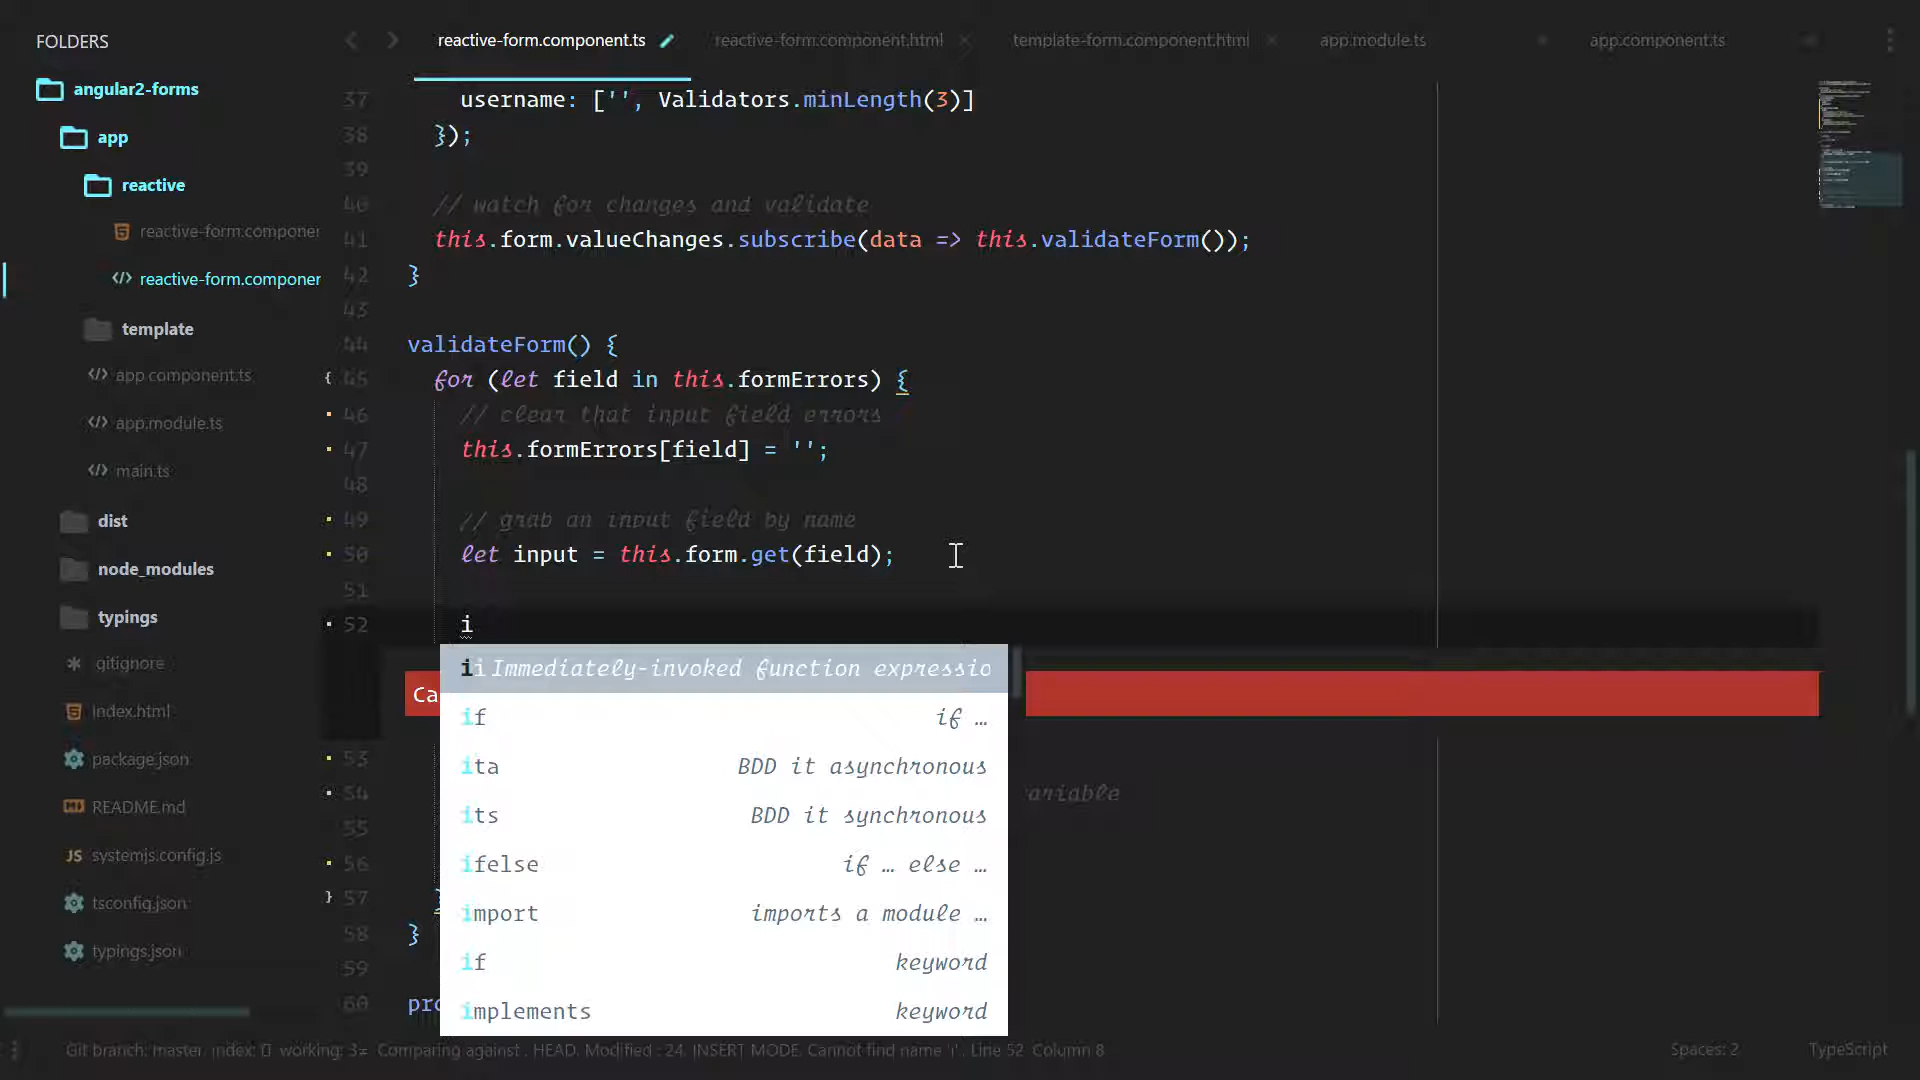 FOLDERS
angular2-forms
app
reactive
reactive-form.componer
reactive-form.componer
template
app.component.ts
app.module.ts
main.ts
dist
node_modules
typings
gitignore
index.html
package.json
README.md
JS systemjs.config.js
tsconfig.json
typings.json
reactive-form.component.ts
reactive-form.component.html
template-form.component.html
app.module.ts
app.component.ts
37 username: ['', Validators.minLength(3)]
38 });
39
40 // watch for changes and validate
41 this.form.valueChanges.subscribe(data => this.validateForm());
42 }
43
44 validateForm() {
{ 45 for (let field in this.formErrors) {
46 // clear that input field errors
47 this.formErrors[field] = '';
48
49 // grab an input field by name
50 let input = this.form.get(field);
51
52 i
Ca
ii Immediately-invoked function expressio
if if …
ita BDD it asynchronous
its BDD it synchronous
ifelse if … else …
import imports a module …
if keyword
implements keyword
53
54 ariable
55
56
} 57 }
58 }
59
60 pro
Git branch: master, index: {}, working: 3≠, Comparing against: HEAD, Modified: 24, INSERT MODE, Cannot find name 'i'., Line 52, Column 8
Spaces: 2
TypeScript